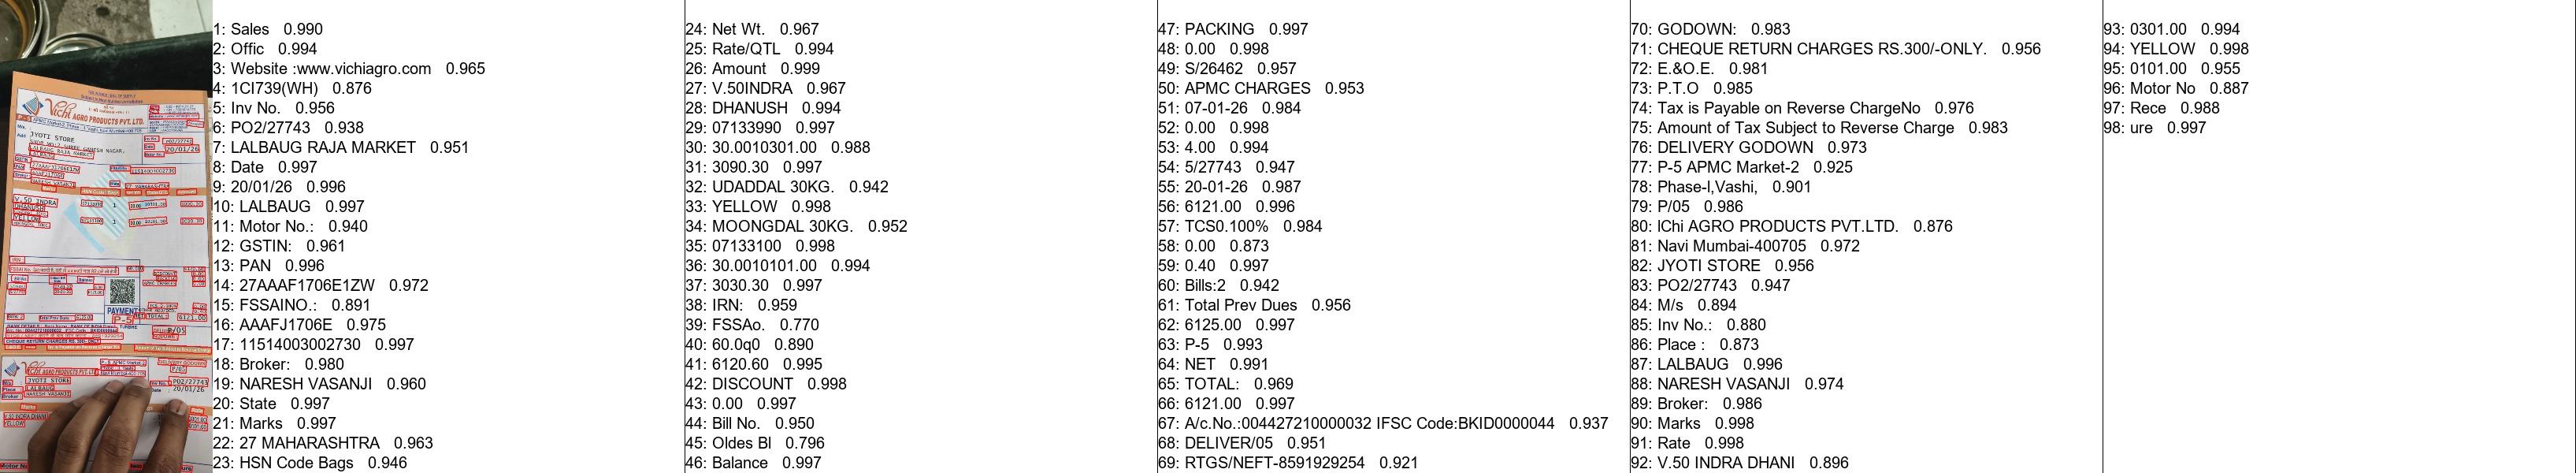 1: Sales 0.990
2: Offic 0.994
3: Website :www.vichiagro.com 0.965
4: 1CI739(WH) 0.876
5: Inv No. 0.956
6: PO2/27743 0.938
7: LALBAUG RAJA MARKET 0.951
8: Date 0.997
9: 20/01/26 0.996
10: LALBAUG 0.997
11: Motor No.: 0.940
12: GSTIN: 0.961
13: PAN 0.996
14: 27AAAF1706E1ZW 0.972
15: FSSAINO.: 0.891
16: AAAFJ1706E 0.975
17: 11514003002730 0.997
18: Broker: 0.980
19: NARESH VASANJI 0.960
20: State 0.997
21: Marks 0.997
22: 27 MAHARASHTRA 0.963
23: HSN Code Bags 0.946
24: Net Wt. 0.967
25: Rate/QTL 0.994
26: Amount 0.999
27: V.50INDRA 0.967
28: DHANUSH 0.994
29: 07133990 0.997
30: 30.0010301.00 0.988
31: 3090.30 0.997
32: UDADDAL 30KG. 0.942
33: YELLOW 0.998
34: MOONGDAL 30KG. 0.952
35: 07133100 0.998
36: 30.0010101.00 0.994
37: 3030.30 0.997
38: IRN: 0.959
39: FSSAo. 0.770
40: 60.0q0 0.890
41: 6120.60 0.995
42: DISCOUNT 0.998
43: 0.00 0.997
44: Bill No. 0.950
45: Oldes Bl 0.796
46: Balance 0.997
47: PACKING 0.997
48: 0.00 0.998
49: S/26462 0.957
50: APMC CHARGES 0.953
51: 07-01-26 0.984
52: 0.00 0.998
53: 4.00 0.994
54: 5/27743 0.947
55: 20-01-26 0.987
56: 6121.00 0.996
57: TCS0.100% 0.984
58: 0.00 0.873
59: 0.40 0.997
60: Bills:2 0.942
61: Total Prev Dues 0.956
62: 6125.00 0.997
63: P-5 0.993
64: NET 0.991
65: TOTAL: 0.969
66: 6121.00 0.997
67: A/c.No.:004427210000032 IFSC Code:BKID0000044 0.937
68: DELIVER/05 0.951
69: RTGS/NEFT-8591929254 0.921
70: GODOWN: 0.983
71: CHEQUE RETURN CHARGES RS.300/-ONLY. 0.956
72: E.&O.E. 0.981
73: P.T.O 0.985
74: Tax is Payable on Reverse ChargeNo 0.976
75: Amount of Tax Subject to Reverse Charge 0.983
76: DELIVERY GODOWN 0.973
77: P-5 APMC Market-2 0.925
78: Phase-I,Vashi, 0.901
79: P/05 0.986
80: IChi AGRO PRODUCTS PVT.LTD. 0.876
81: Navi Mumbai-400705 0.972
82: JYOTI STORE 0.956
83: PO2/27743 0.947
84: M/s 0.894
85: Inv No.: 0.880
86: Place : 0.873
87: LALBAUG 0.996
88: NARESH VASANJI 0.974
89: Broker: 0.986
90: Marks 0.998
91: Rate 0.998
92: V.50 INDRA DHANI 0.896
93: 0301.00 0.994
94: YELLOW 0.998
95: 0101.00 0.955
96: Motor No 0.887
97: Rece 0.988
98: ure 0.997